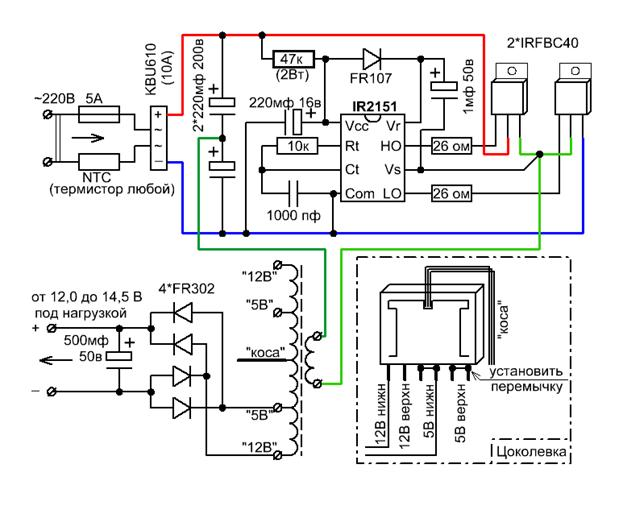 KBU610
(10А)
2*220мф 200в
47к
(2Вт)
FR107
+
1мф 50в
2*IRFBC40
~220В
5А
+
~
~
–
+
+
220мф 16в
+
IR2151
Vcc
Vr
10к
Rt
HO
26 ом
Ct
Vs
NTC
(термистор любой)
1000 пф
Com
LO
26 ом
от 12,0 до 14,5 В
под нагрузкой
4*FR302
"12В"
"5В"
+
500мф
50в
+
"коса"
–
"5В"
"12В"
"коса"
установить
перемычку
12В нижн
12В верхн
5В нижн
5В верхн
Цоколевка